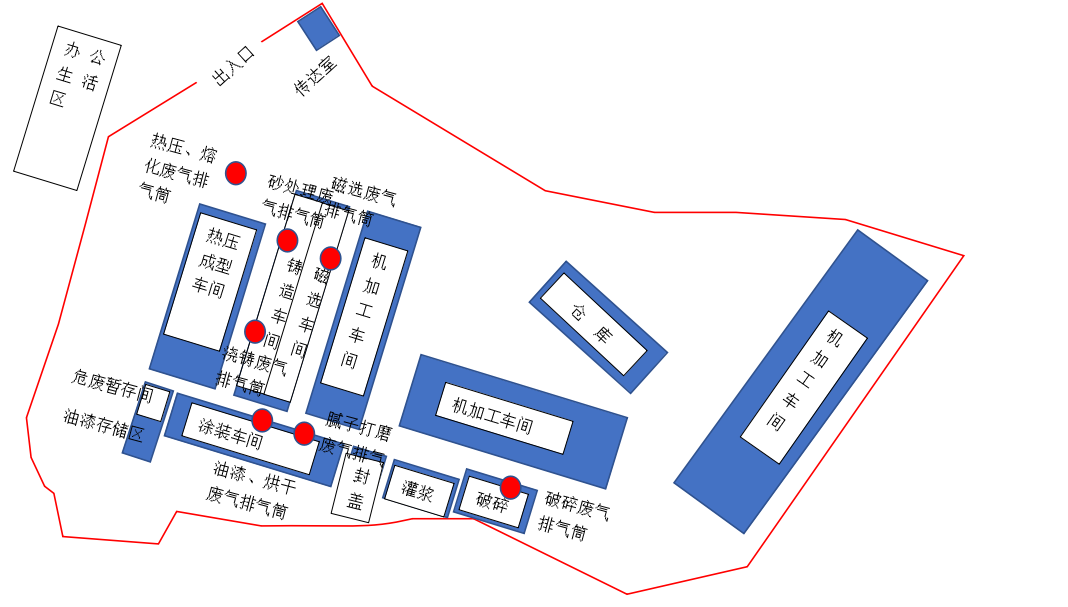 办公
生活
区
出入口
传达室
热压、熔
化废气排
气筒
砂处理废
气排气筒
磁选废气
排气筒
热压
成型
车间
铸造车间
磁选车间
机加工车间
浇铸废气
排气筒
仓库
机加工车间
机加工车间
危废暂存间
油漆存储区
涂装车间
腻子打磨
废气排气
油漆、烘干
废气排气筒
封盖
灌浆
破碎
破碎废气
排气筒